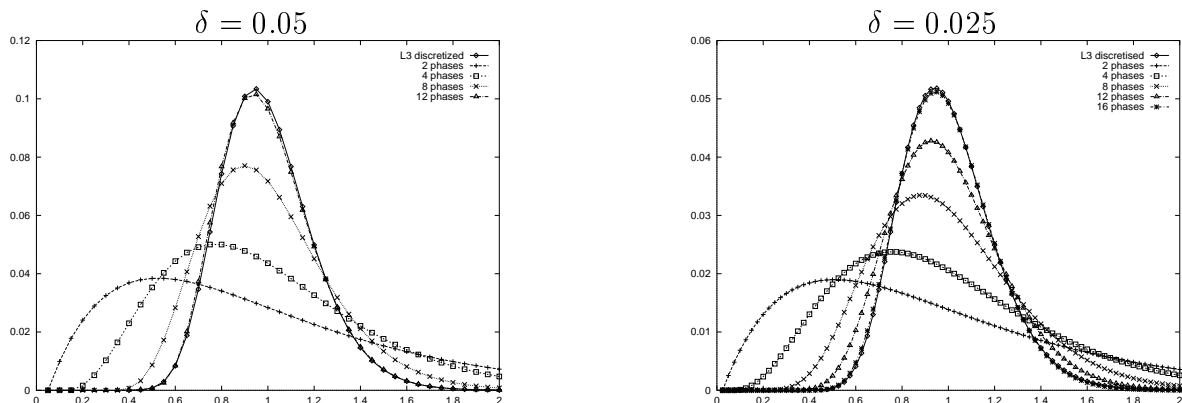 δ = 0.05
0.12
0.1
0.08
0.06
0.04
0.02
0
0 0.2 0.4 0.6 0.8 1 1.2 1.4 1.6 1.8 2
L3 discretized
2 phases
4 phases
8 phases
12 phases
δ = 0.025
0.06
0.05
0.04
0.03
0.02
0.01
0
0 0.2 0.4 0.6 0.8 1 1.2 1.4 1.6 1.8 2
L3 discretised
2 phases
4 phases
8 phases
12 phases
16 phases